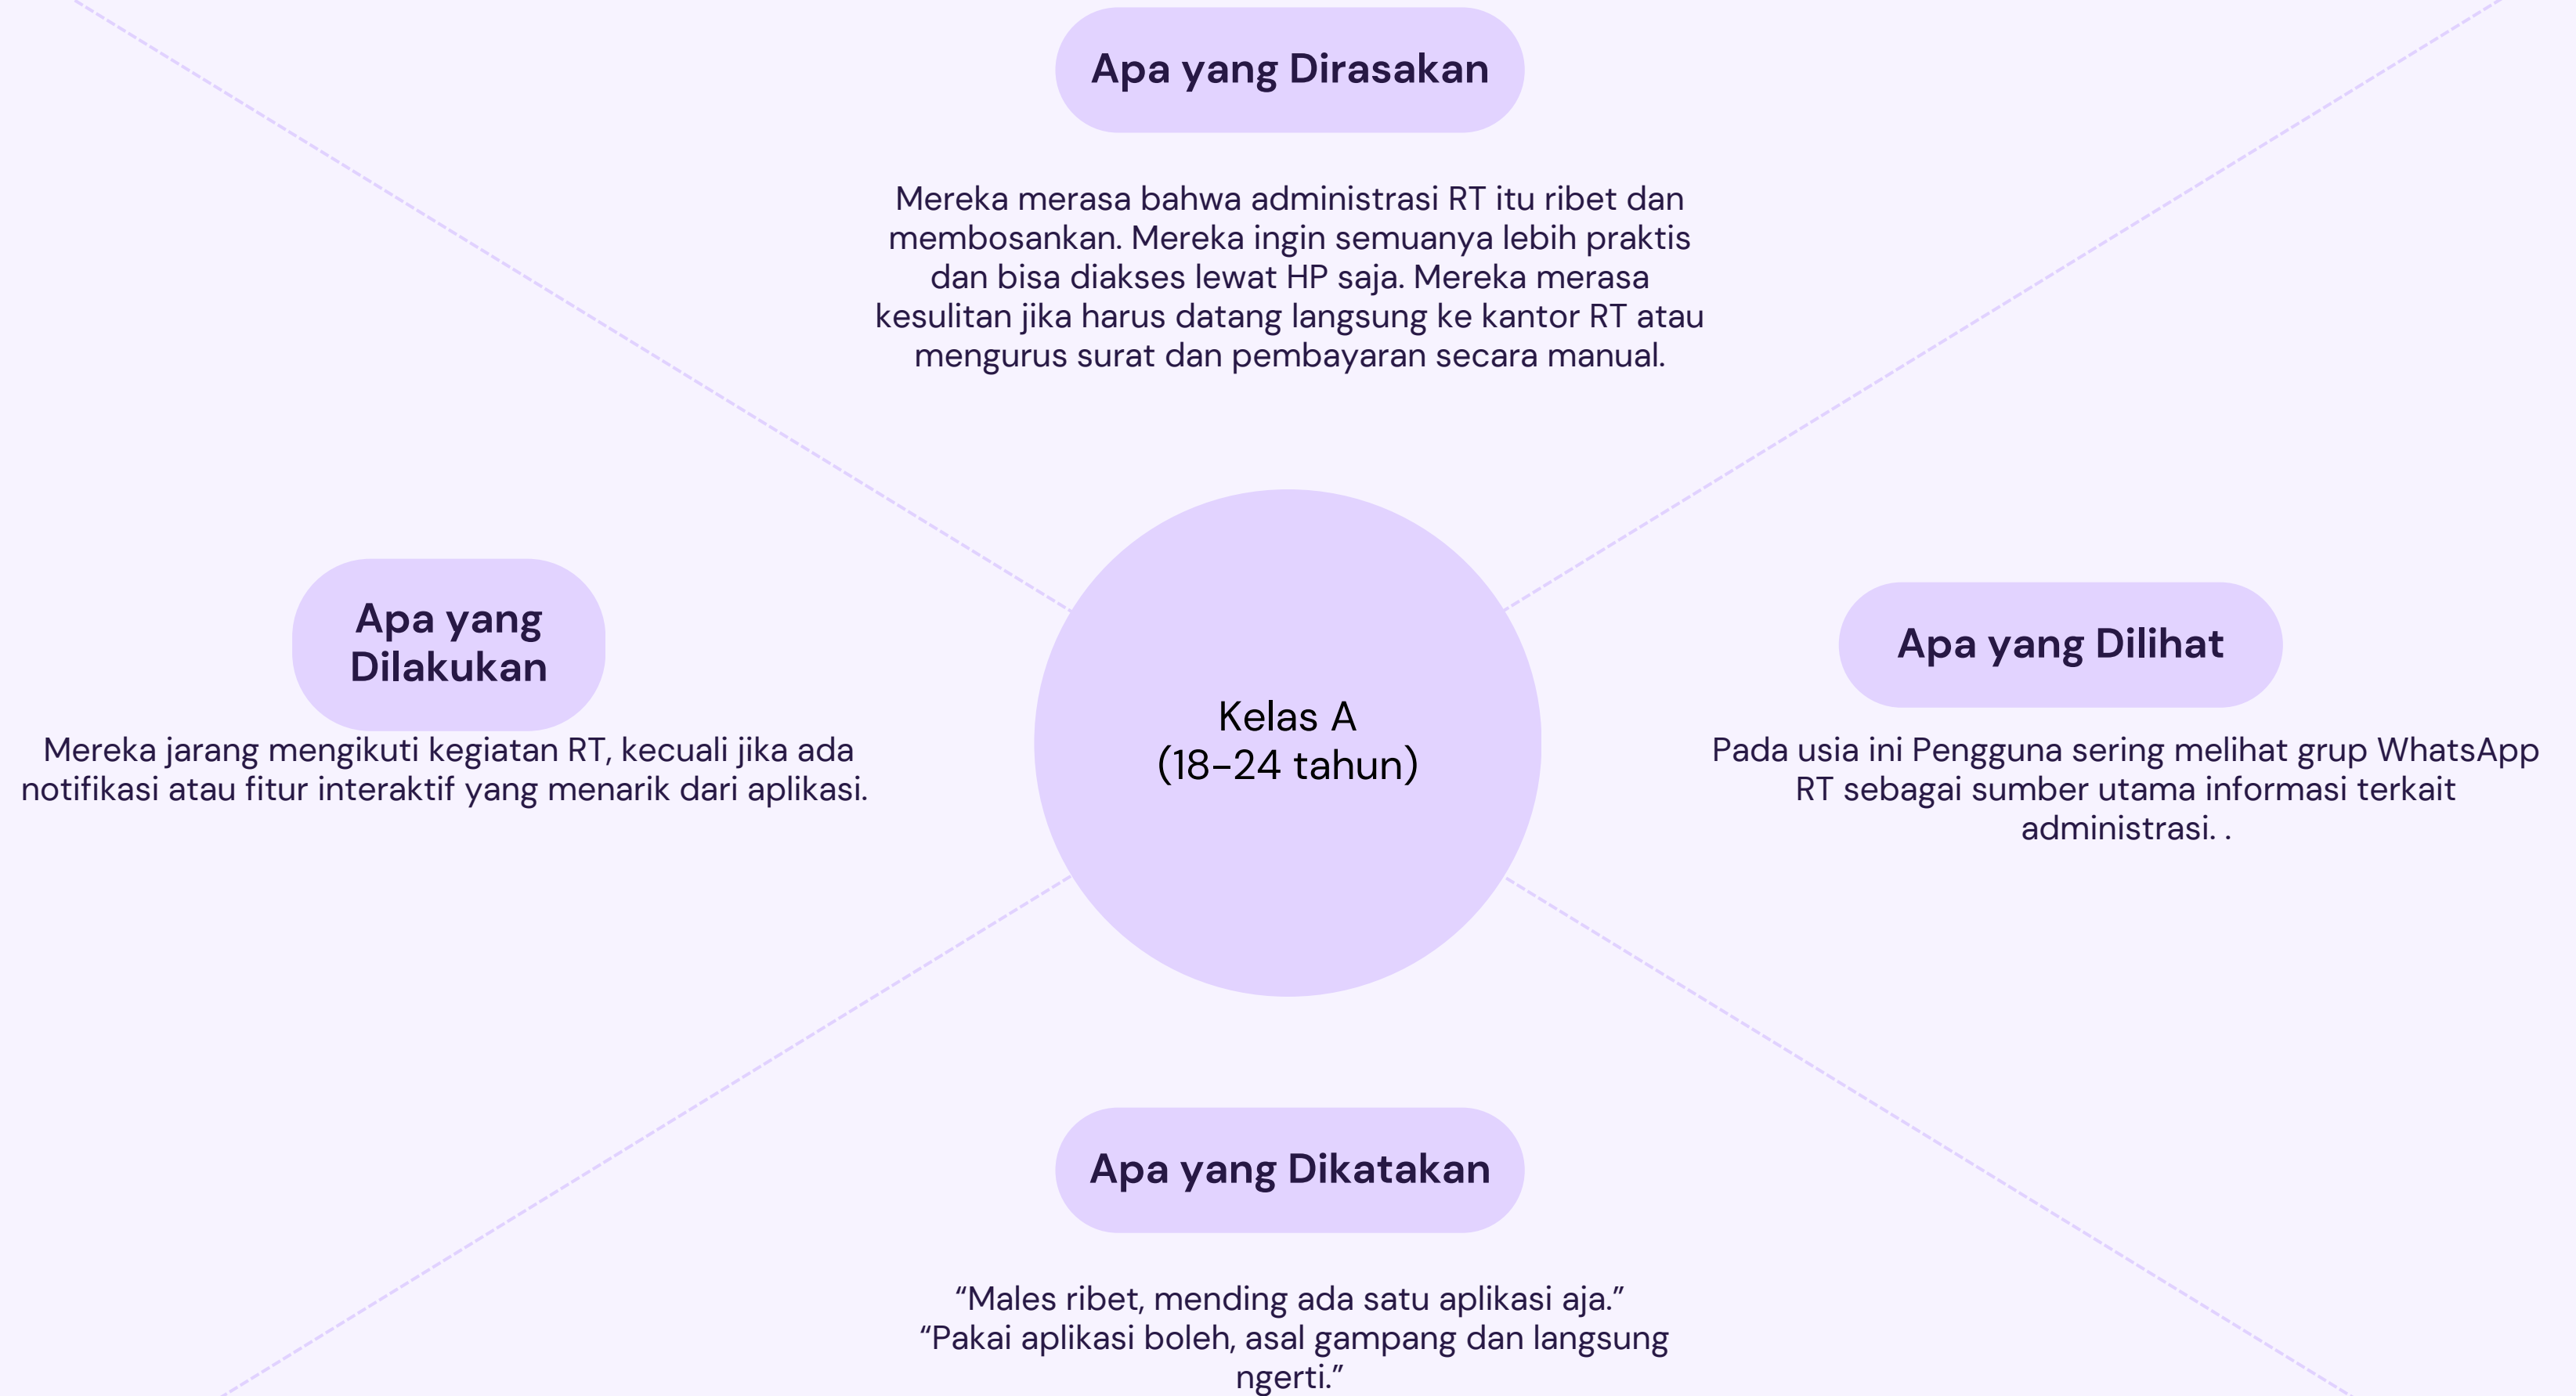 Apa yang Dirasakan
Mereka merasa bahwa administrasi RT itu ribet dan
membosankan. Mereka ingin semuanya lebih praktis
dan bisa diakses lewat HP saja. Mereka merasa
kesulitan jika harus datang langsung ke kantor RT atau
mengurus surat dan pembayaran secara manual.
Apa yang
Dilakukan
Mereka jarang mengikuti kegiatan RT, kecuali jika ada
notifikasi atau fitur interaktif yang menarik dari aplikasi.
Kelas A
(18-24 tahun)
Apa yang Dilihat
Pada usia ini Pengguna sering melihat grup WhatsApp
RT sebagai sumber utama informasi terkait
administrasi. .
Apa yang Dikatakan
“Males ribet, mending ada satu aplikasi aja.”
“Pakai aplikasi boleh, asal gampang dan langsung
ngerti.”